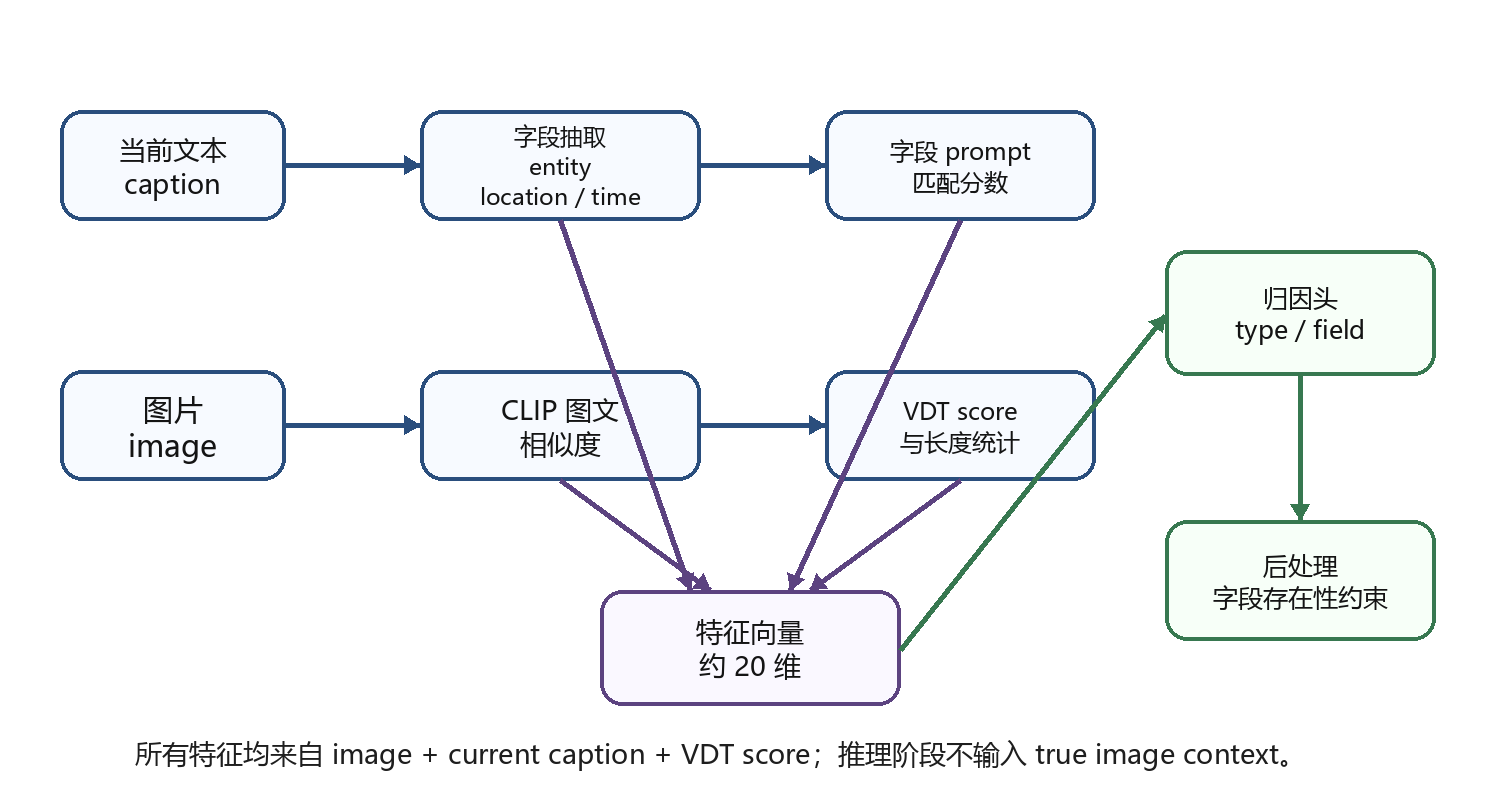 当前文本
caption
字段抽取
entity
location / time
字段 prompt
匹配分数
归因头
type / field
图片
image
CLIP 图文
相似度
VDT score
与长度统计
后处理
字段存在性约束
特征向量
约 20 维
所有特征均来自 image + current caption + VDT score；推理阶段不输入 true image context。